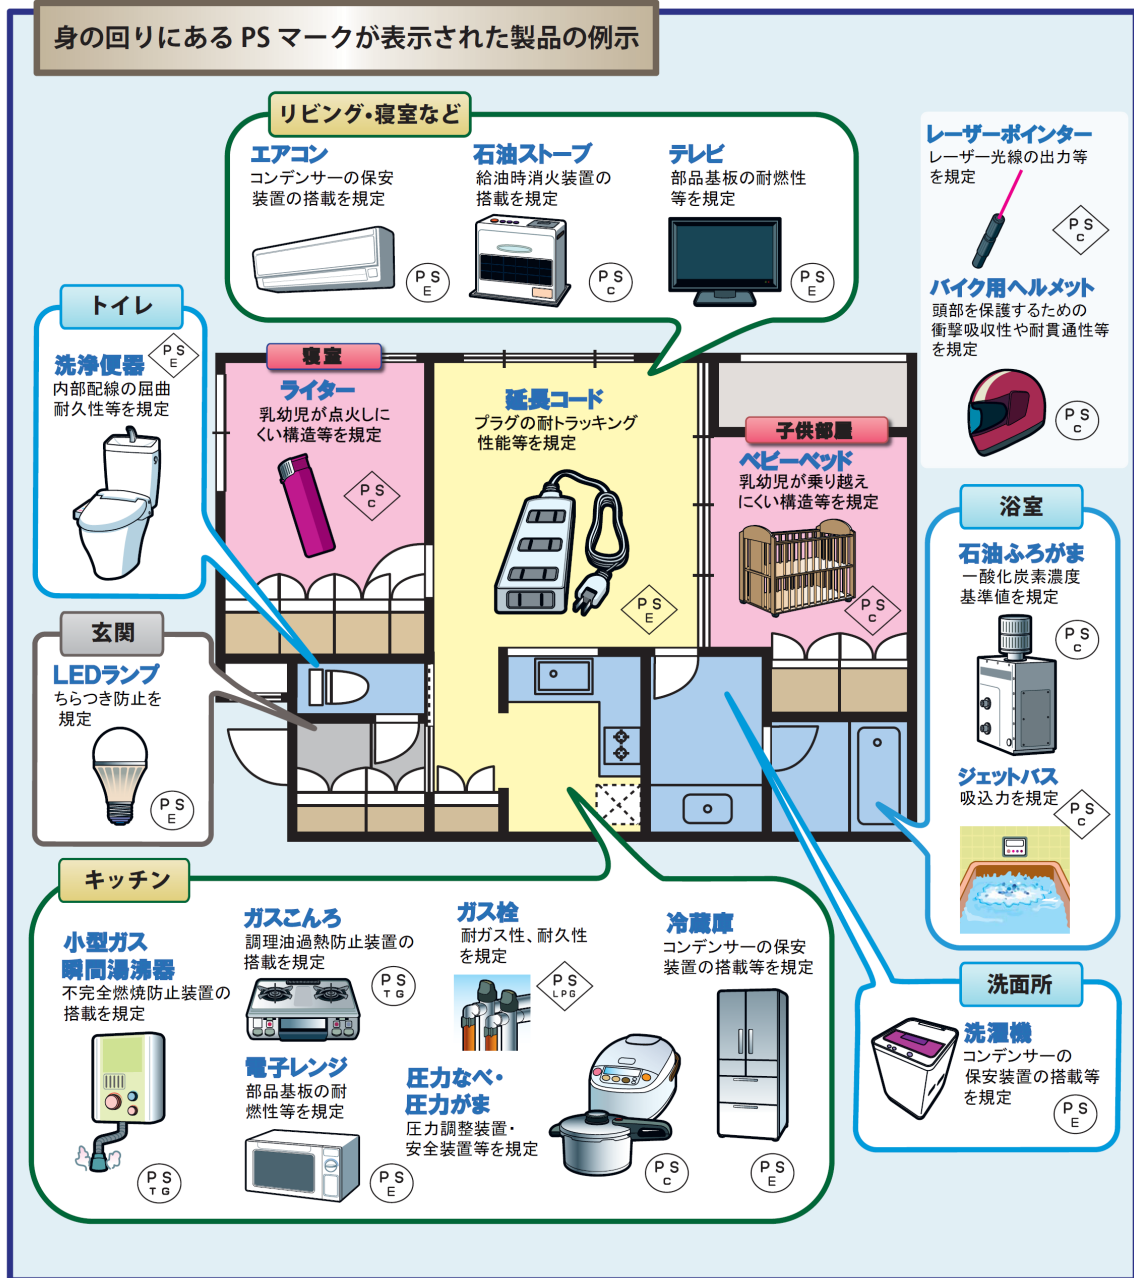 身の回りにある PS マークが表示された製品の例示
リビング・寝室など
エアコン
コンデンサーの保安
装置の搭載を規定
PS
E
石油ストーブ
給油時消火装置の
搭載を規定
PS
C
テレビ
部品基板の耐燃性
等を規定
PS
E
レーザーポインター
レーザー光線の出力等
を規定
PS
C
バイク用ヘルメット
頭部を保護するための
衝撃吸収性や耐貫通性等
を規定
PS
C
トイレ
洗浄便器
PS
E
内部配線の屈曲
耐久性等を規定
寝室
ライター
乳幼児が点火しに
くい構造等を規定
PS
C
延長コード
プラグの耐トラッキング
性能等を規定
PS
E
子供部屋
ベビーベッド
乳幼児が乗り越え
にくい構造等を規定
PS
C
浴室
石油ふろがま
一酸化炭素濃度
基準値を規定
PS
C
ジェットバス
吸込力を規定
PS
C
玄関
LEDランプ
ちらつき防止を
規定
PS
E
キッチン
小型ガス
瞬間湯沸器
不完全燃焼防止装置の
搭載を規定
PS
TG
ガスこんろ
調理油過熱防止装置の
搭載を規定
PS
TG
電子レンジ
部品基板の耐
燃性等を規定
PS
E
ガス栓
耐ガス性、耐久性
を規定
PS
LPG
圧力なべ・
圧力がま
圧力調整装置・
安全装置等を規定
PS
C
冷蔵庫
コンデンサーの保安
装置の搭載等を規定
PS
E
洗面所
洗濯機
コンデンサーの
保安装置の搭載等
を規定
PS
E